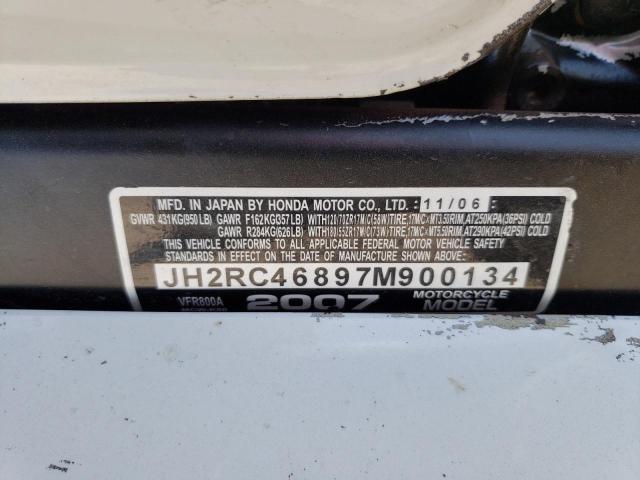 MFD. IN JAPAN BY HONDA MOTOR CO., LTD. : 11/06 :
GVWR 431KG(950LB) GAWR F162KG(357LB) WITH120/70ZR17M/C(58W)TIRE,17M/C×MT3.50RIM,AT250KPA(36PSI) COLD
GAWR R284KG(626LB) WITH180/55ZR17M/C(73W)TIRE,17M/C×MT5.50RIM,AT290KPA(42PSI) COLD
THIS VEHICLE CONFORMS TO ALL APPLICABLE FEDERAL MOTOR VEHICLE SAFETY
STANDARDS IN EFFECT ON THE DATE OF MANUFACTURE SHOWN ABOVE.
JH2RC46897M900134
VFR800A 2007 MOTORCYCLE
MODEL